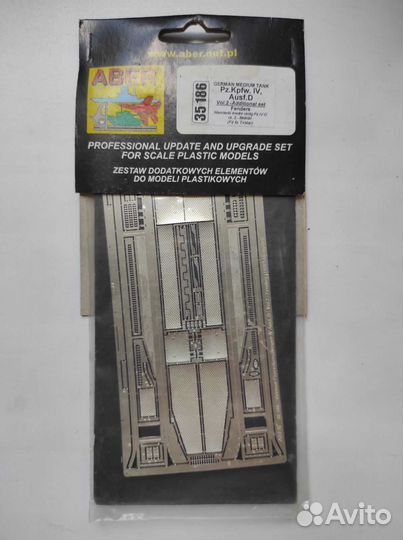 www.aber.net.pl
ABER
35 186
GERMAN MEDIUM TANK
Pz.Kpfw. IV,
Ausf.D
Vol.2 -Additional set
Fenders
PROFESSIONAL UPDATE AND UPGRADE SET
FOR SCALE PLASTIC MODELS
ZESTAW DODATKOWYCH ELEMENTÓW
DO MODELI PLASTIKOWYCH
Avito